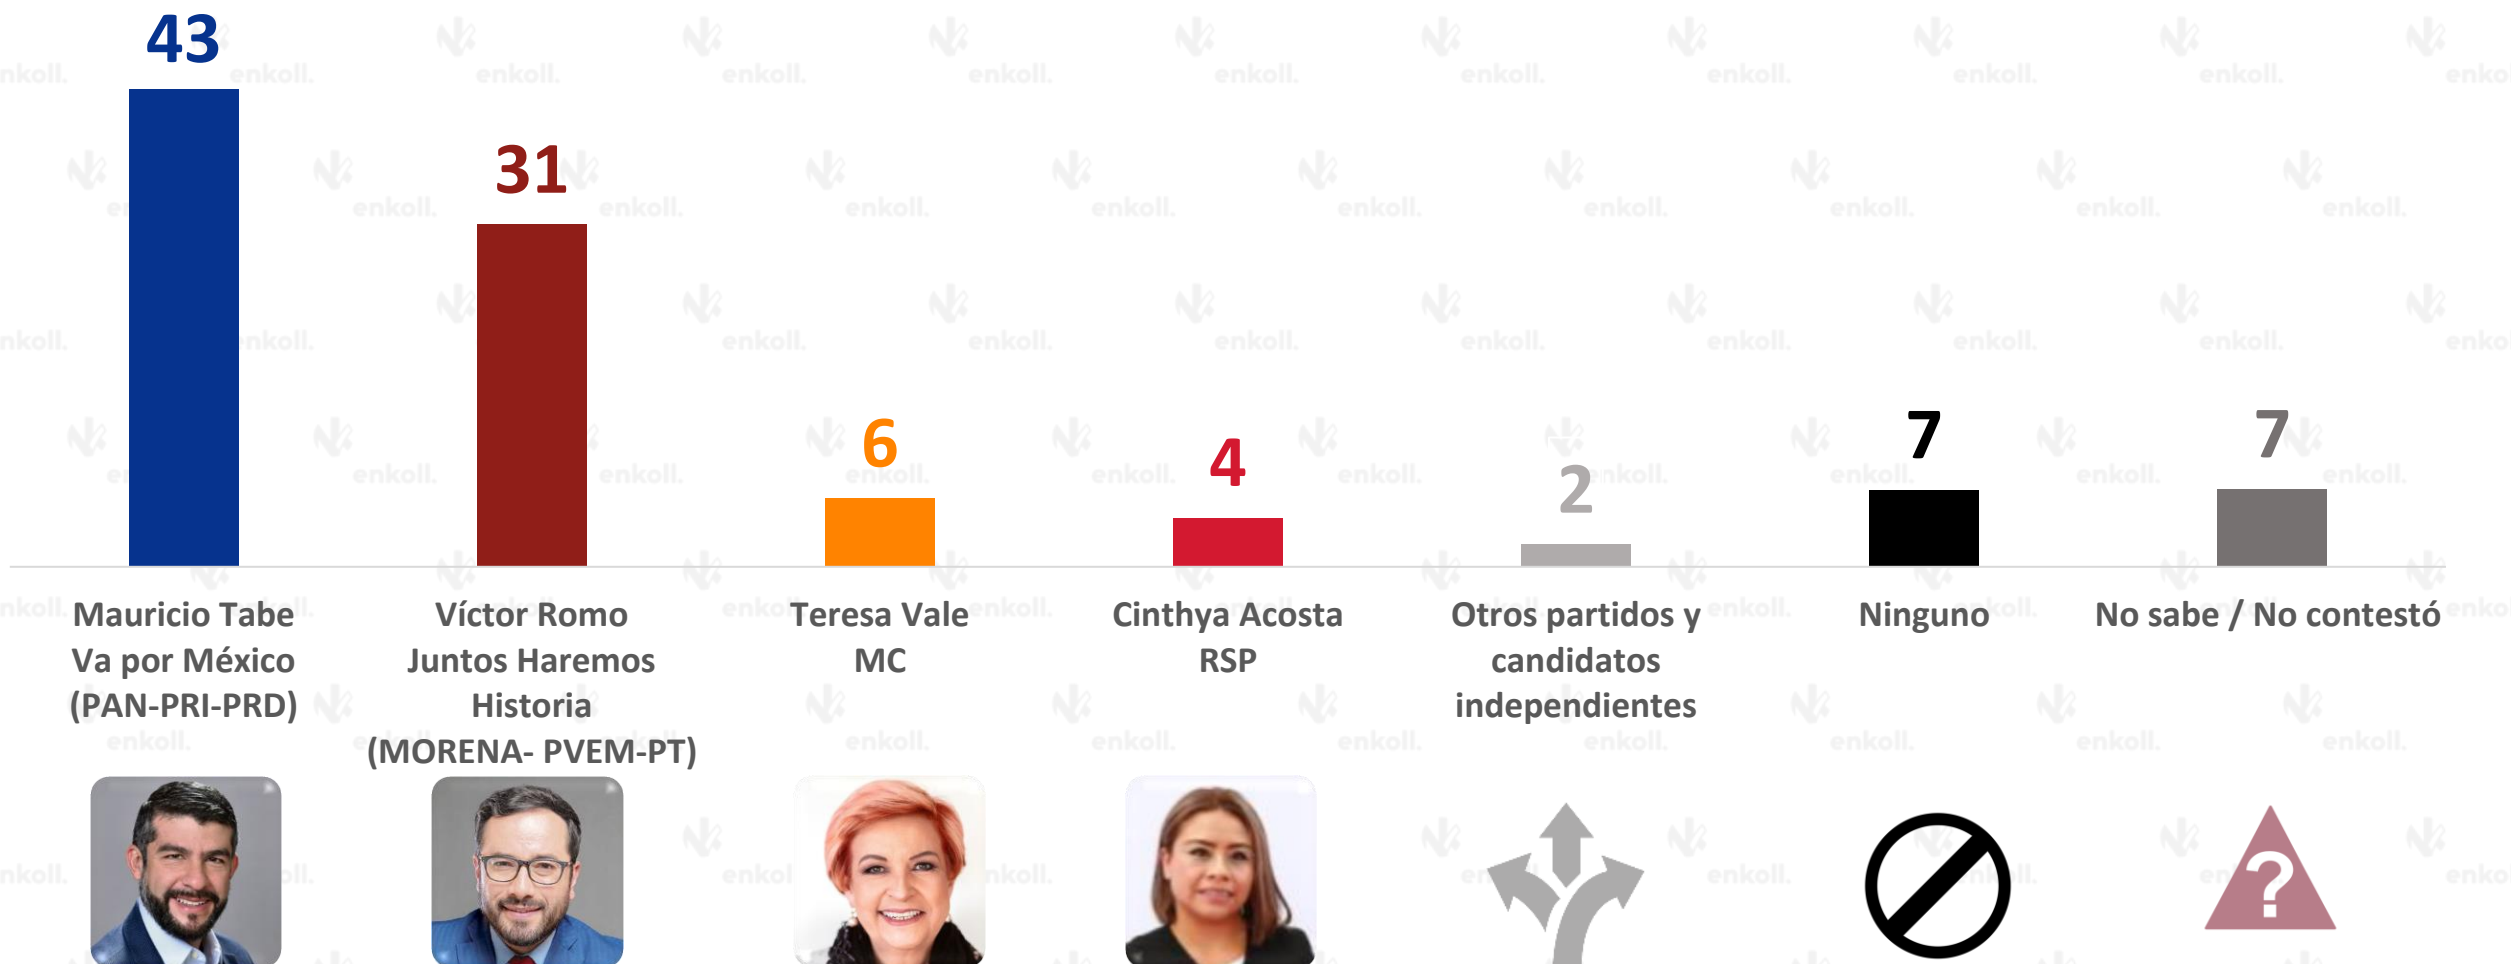 43
31
6
4
2
7
7
Mauricio Tabe
Va por México
(PAN-PRI-PRD)
Víctor Romo
Juntos Haremos
Historia
(MORENA- PVEM-PT)
Teresa Vale
MC
Cinthya Acosta
RSP
Otros partidos y
candidatos
independientes
Ninguno
No sabe / No contestó
?
enkoll.